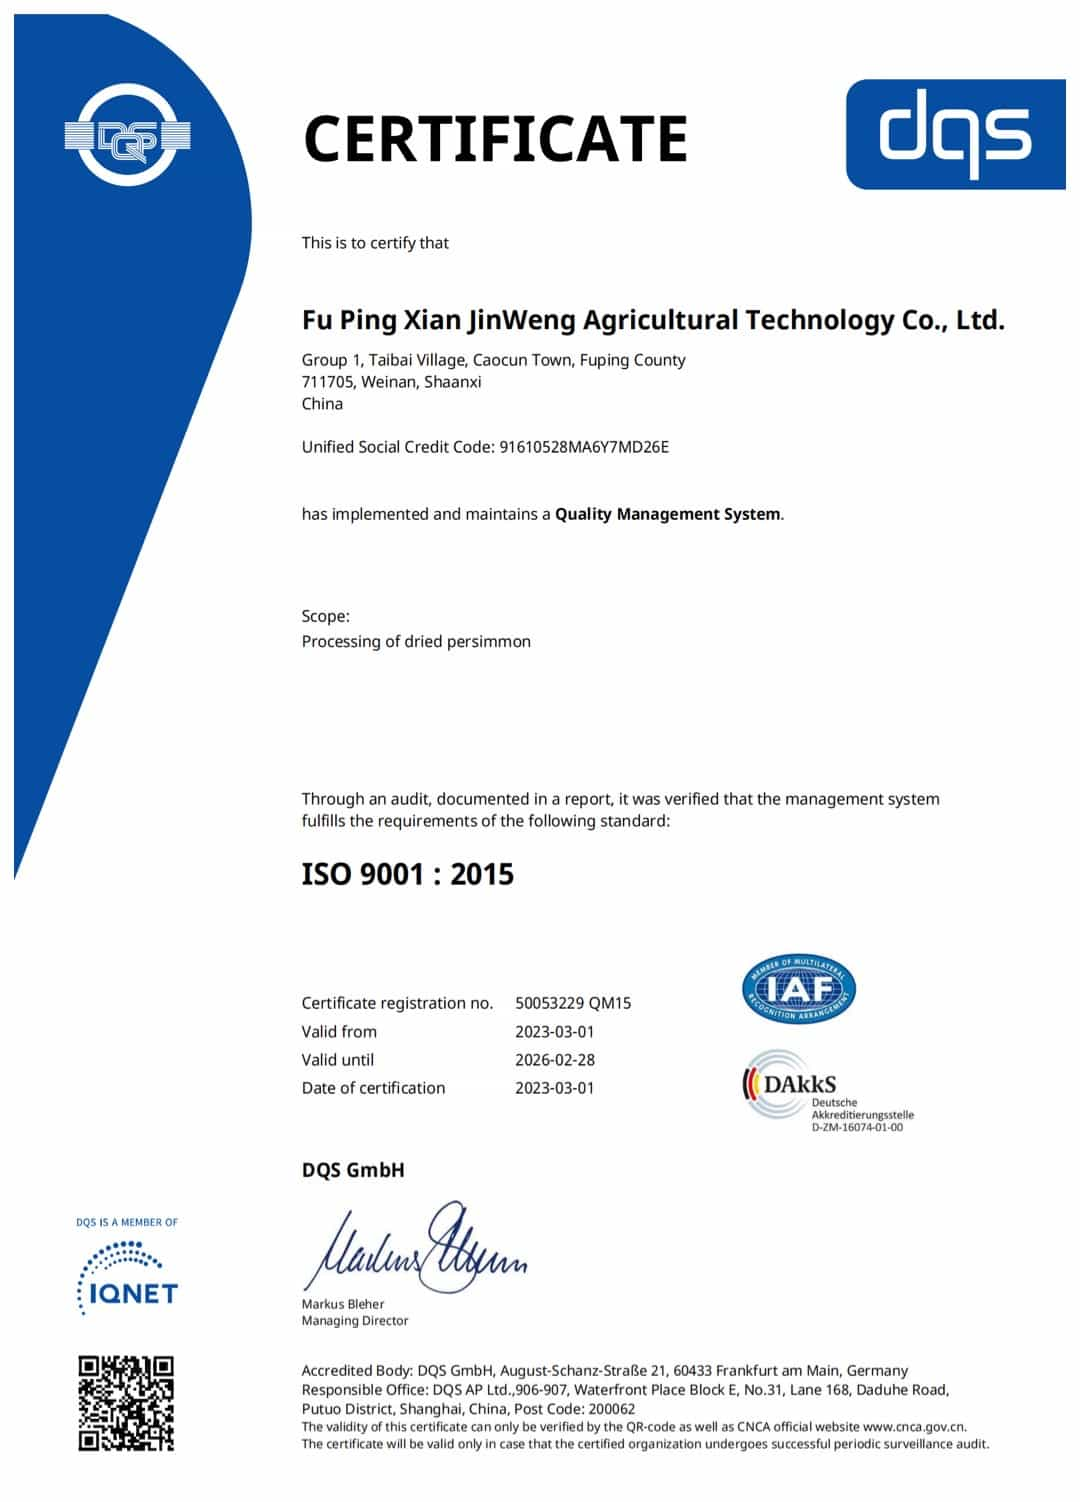 DQS
CERTIFICATE
dqs
This is to certify that
Fu Ping Xian JinWeng Agricultural Technology Co., Ltd.
Group 1, Taibai Village, Caocun Town, Fuping County
711705, Weinan, Shaanxi
China
Unified Social Credit Code: 91610528MA6Y7MD26E
has implemented and maintains a Quality Management System.
Scope:
Processing of dried persimmon
Through an audit, documented in a report, it was verified that the management system
fulfills the requirements of the following standard:
ISO 9001 : 2015
Certificate registration no. 50053229 QM15
Valid from 2023-03-01
Valid until 2026-02-28
Date of certification 2023-03-01
MEMBER OF MULTILATERAL
IAF
RECOGNITION ARRANGEMENT
DAkkS
Deutsche
Akkreditierungsstelle
D-ZM-16074-01-00
DQS GmbH
Markus Bleher
Managing Director
DQS IS A MEMBER OF
IQNET
Accredited Body: DQS GmbH, August-Schanz-Straße 21, 60433 Frankfurt am Main, Germany
Responsible Office: DQS AP Ltd.,906-907, Waterfront Place Block E, No.31, Lane 168, Daduhe Road,
Putuo District, Shanghai, China, Post Code: 200062
The validity of this certificate can only be verified by the QR-code as well as CNCA official website www.cnca.gov.cn.
The certificate will be valid only in case that the certified organization undergoes successful periodic surveillance audit.